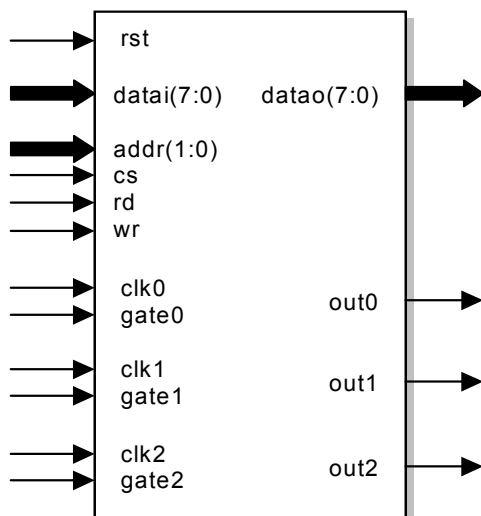 rst
datai(7:0) datao(7:0)
addr(1:0)
cs
rd
wr
clk0
gate0 out0
clk1
gate1 out1
clk2
gate2 out2